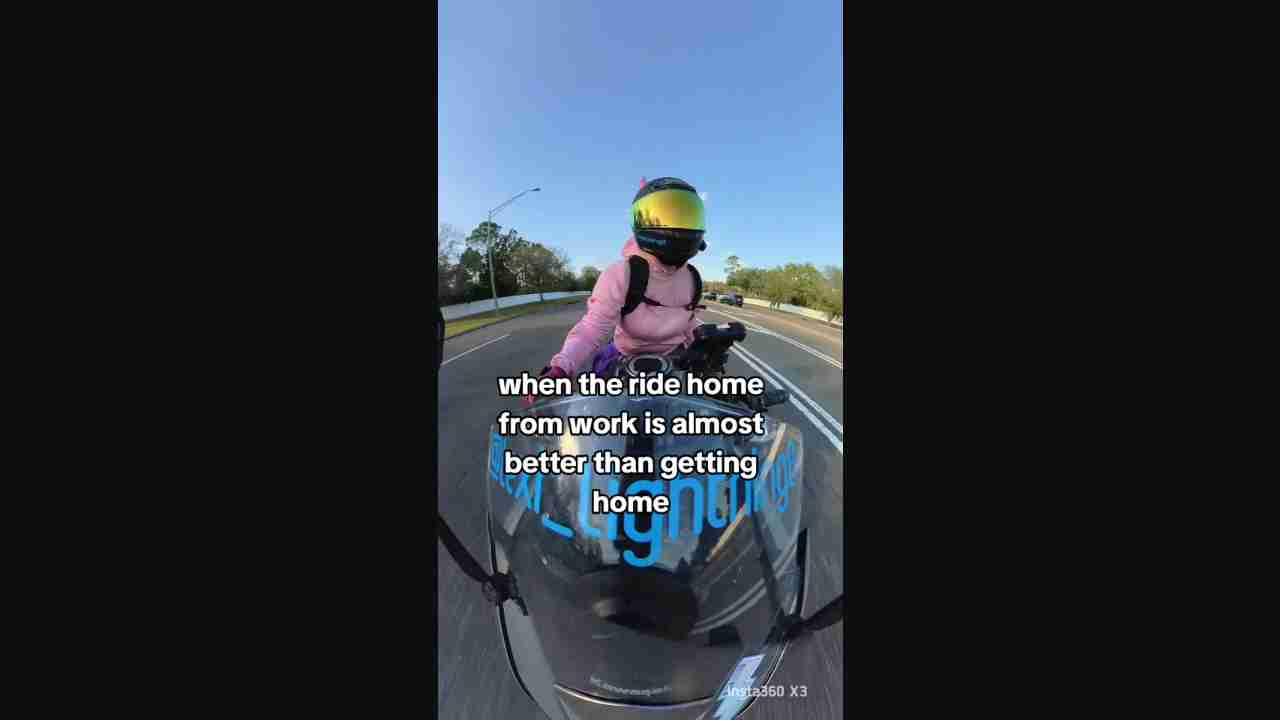 when the ride home
from work is almost
better than getting
home
Insta360 X3